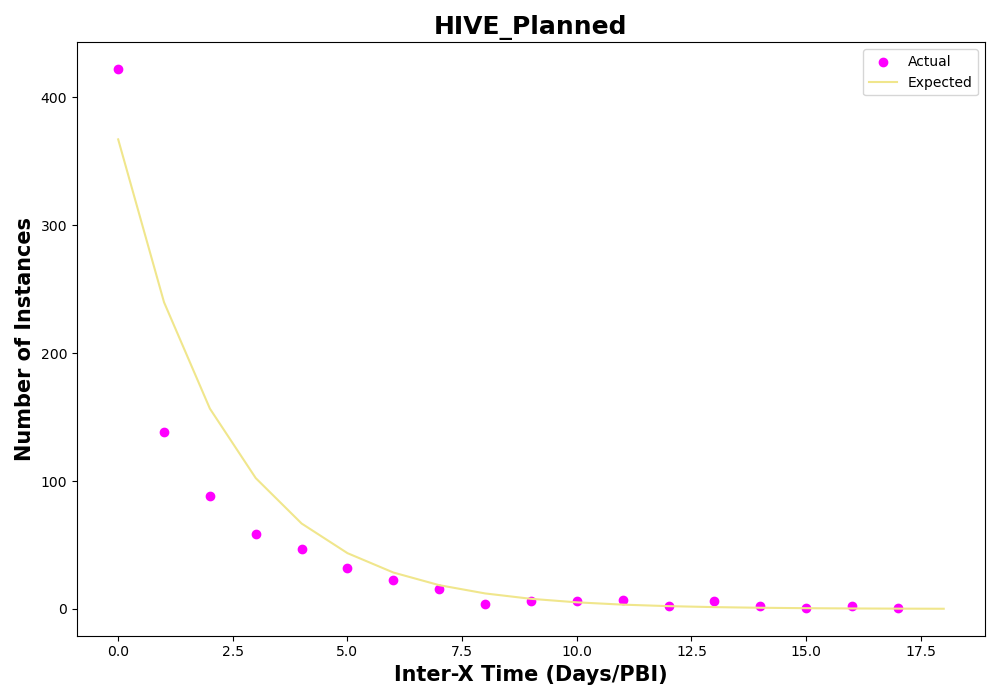 HIVE_Planned
Actual
Expected
Number of Instances
400
300
200
100
0
0.0 2.5 5.0 7.5 10.0 12.5 15.0 17.5
Inter-X Time (Days/PBI)